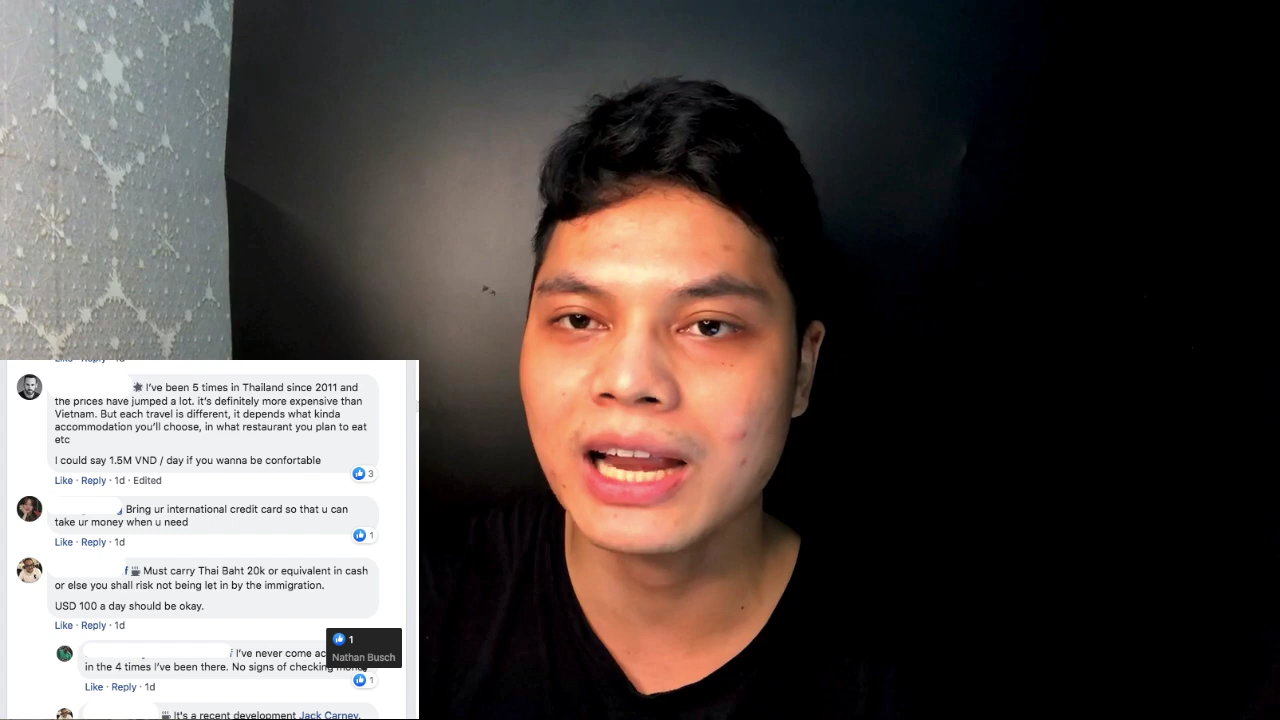 Like · Reply · 1d
I've been 5 times in Thailand since 2011 and
the prices have jumped a lot. it's definitely more expensive than
Vietnam. But each travel is different, it depends what kinda
accommodation you'll choose, in what restaurant you plan to eat
etc
I could say 1.5M VND / day if you wanna be confortable
3
Like · Reply · 1d · Edited
Bring ur international credit card so that u can
take ur money when u need
1
Like · Reply · 1d
Must carry Thai Baht 20k or equivalent in cash
or else you shall risk not being let in by the immigration.
USD 100 a day should be okay.
Like · Reply · 1d
1
Nathan Busch
I've never come
in the 4 times I've been there. No signs of checking
1
Like · Reply · 1d
It's a recent development Jack Carney,